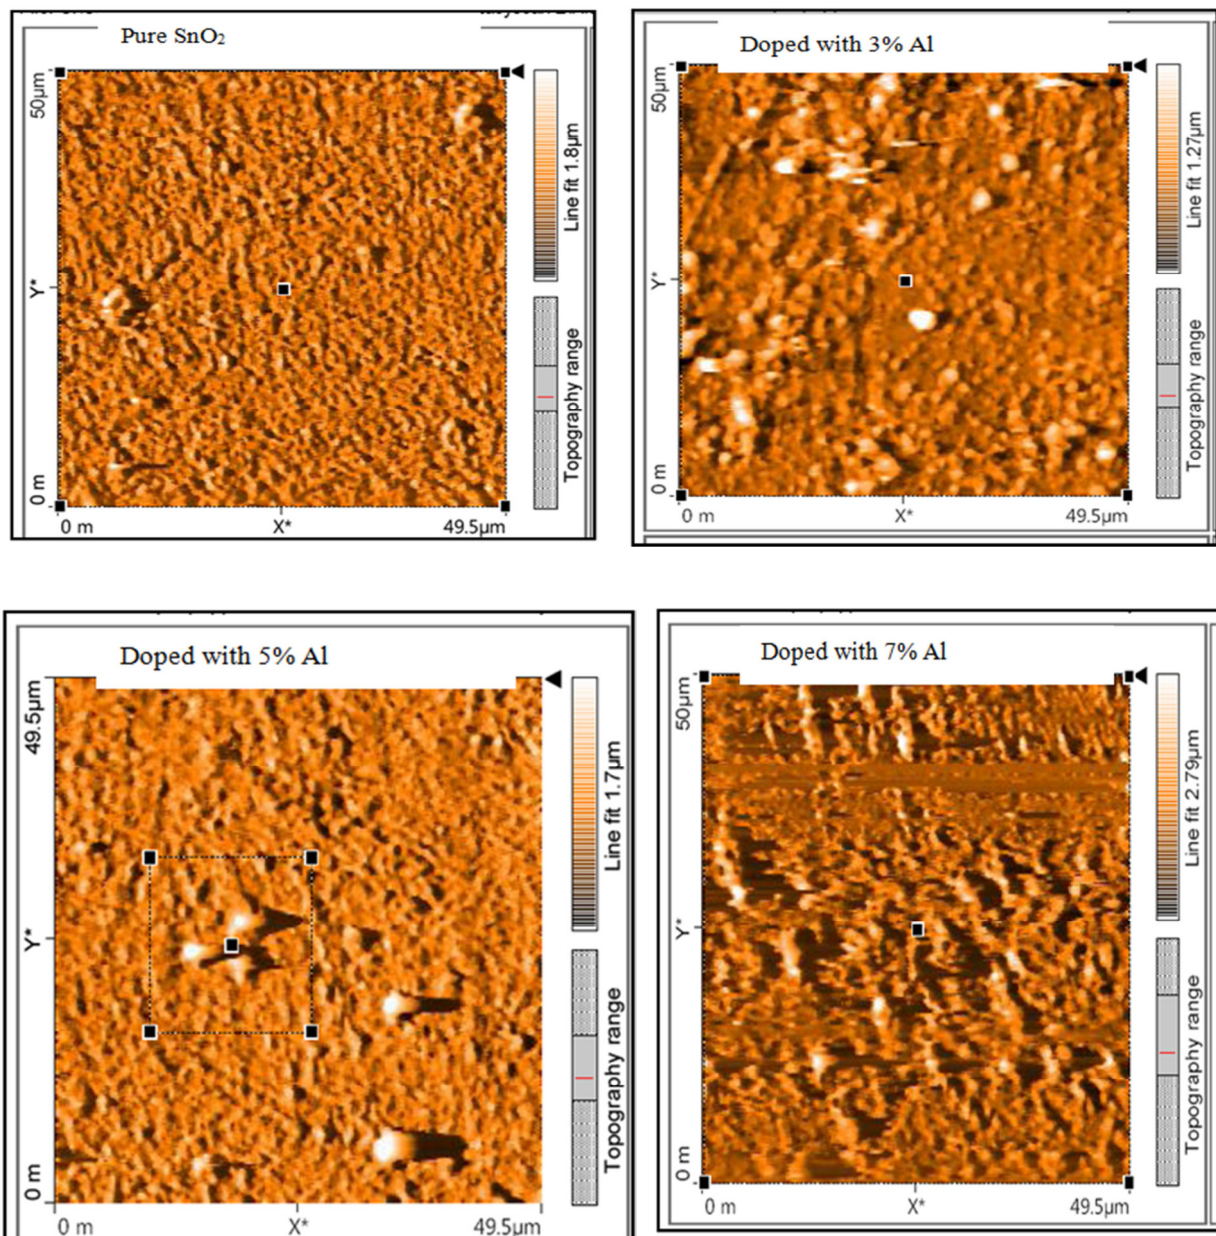 Pure SnO₂
50µm
Y*
0 m
0 m X* 49.5µm
Line fit 1.8µm
Topography range
Doped with 3% Al
50µm
Y*
0 m
0 m X* 49.5µm
Line fit 1.27µm
Topography range
Doped with 5% Al
49.5µm
Y*
0 m
0 m X* 49.5µm
Line fit 1.7µm
Topography range
Doped with 7% Al
50µm
Y*
0 m
0 m X* 49.5µm
Line fit 2.79µm
Topography range